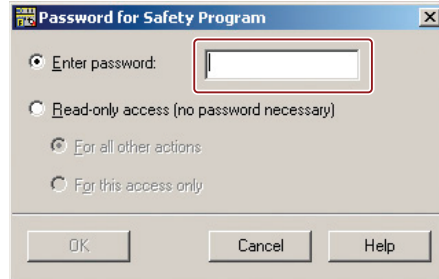 Password for Safety Program
Enter password:
Read-only access (no password necessary)
For all other actions
For this access only
OK Cancel Help